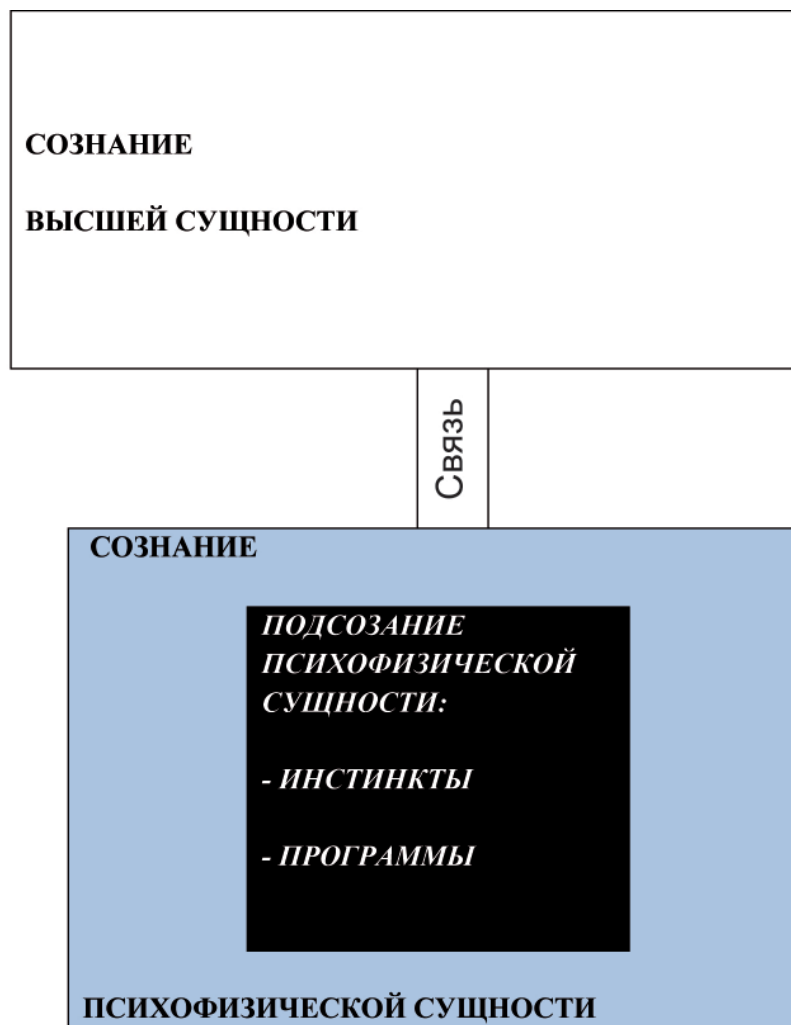 СОЗНАНИЕ
ВЫСШЕЙ СУЩНОСТИ
Связь
СОЗНАНИЕ
ПОДСОЗАНИЕ
ПСИХОФИЗИЧЕСКОЙ
СУЩНОСТИ:
- ИНСТИНКТЫ
- ПРОГРАММЫ
ПСИХОФИЗИЧЕСКОЙ СУЩНОСТИ